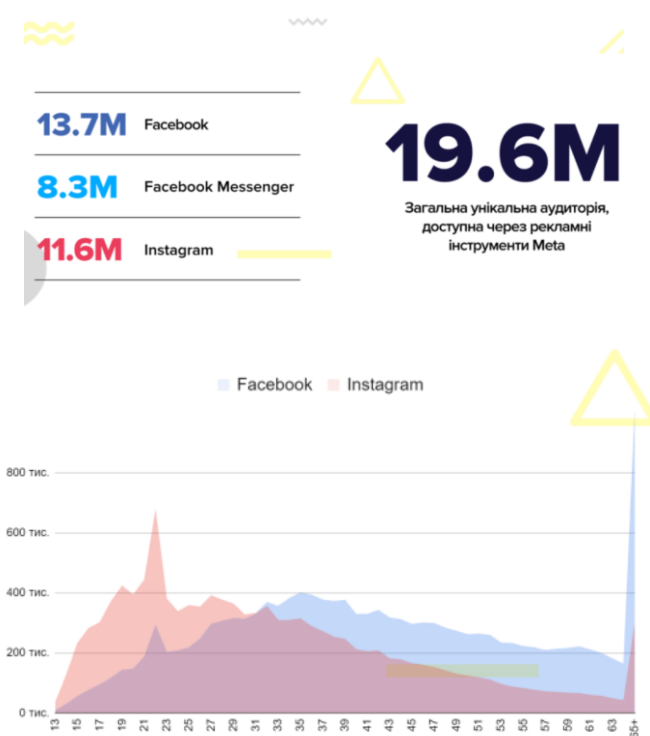 13.7M Facebook
8.3M Facebook Messenger
11.6M Instagram
19.6M
Загальна унікальна аудиторія,
доступна через рекламні
інструменти Meta
Facebook Instagram
800 тис.
600 тис.
400 тис.
200 тис.
0 тис.
13 15 17 19 21 23 25 27 29 31 33 35 37 39 41 43 45 47 49 51 53 55 57 59 61 63 65+